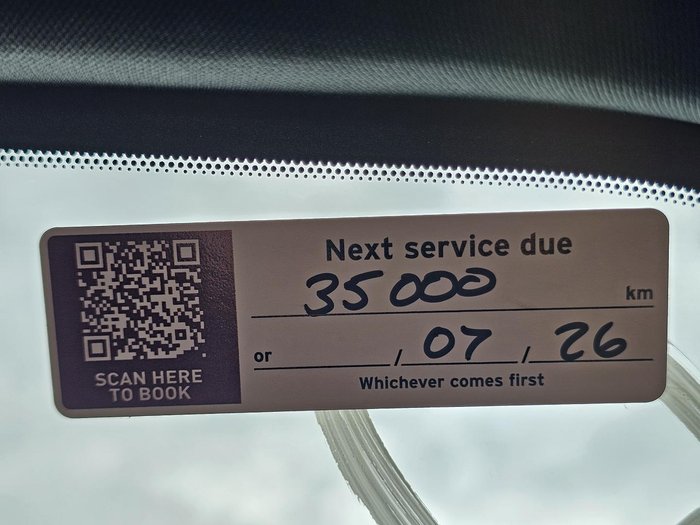 Next service due
35000 km
or / 07 / 26
Whichever comes first
SCAN HERE
TO BOOK